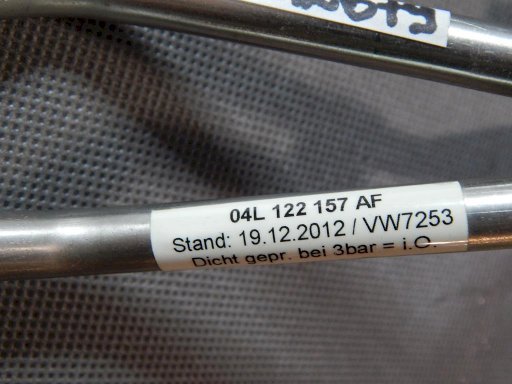 04L 122 157 AF
Stand: 19.12.2012 / VW7253
Dicht gepr. bei 3bar = i.O.